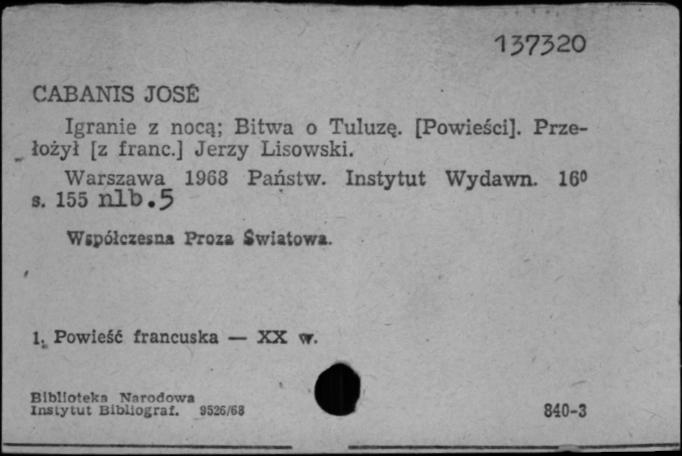 137320
CABANIS JOSÉ
Igranie z nocą; Bitwa o Tuluzę. [Powieści]. Prze-
łożył [z franc.] Jerzy Lisowski.
Warszawa 1968 Państw. Instytut Wydawn. 16⁰
s. 155 nlb.5
Współczesna Proza Światowa.
1. Powieść francuska — XX w.
Biblioteka Narodowa
Instytut Bibliograf. 9526/68
840-3